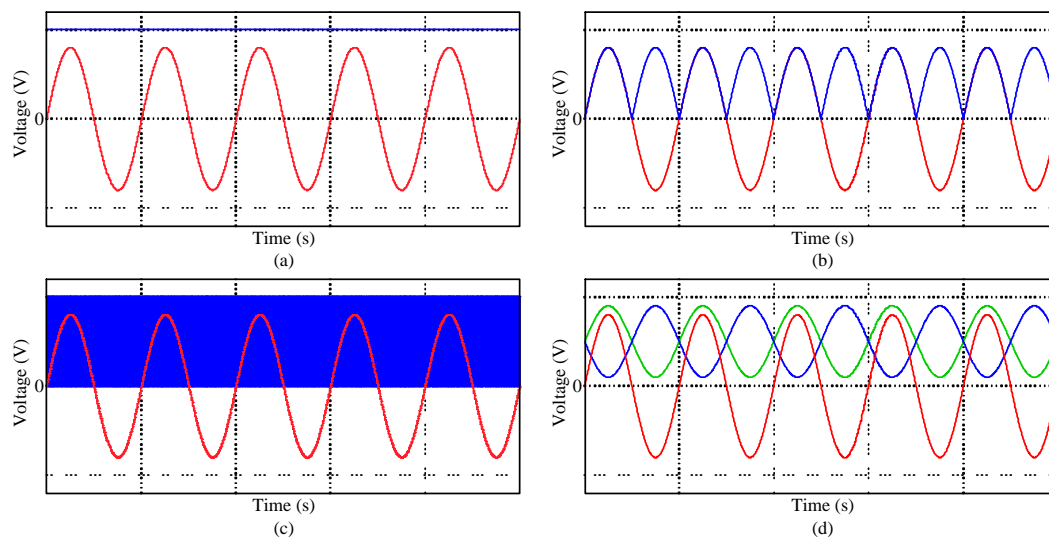 Voltage (V)
0
Time (s)
(a)
Voltage (V)
0
Time (s)
(b)
Voltage (V)
0
Time (s)
(c)
Voltage (V)
0
Time (s)
(d)